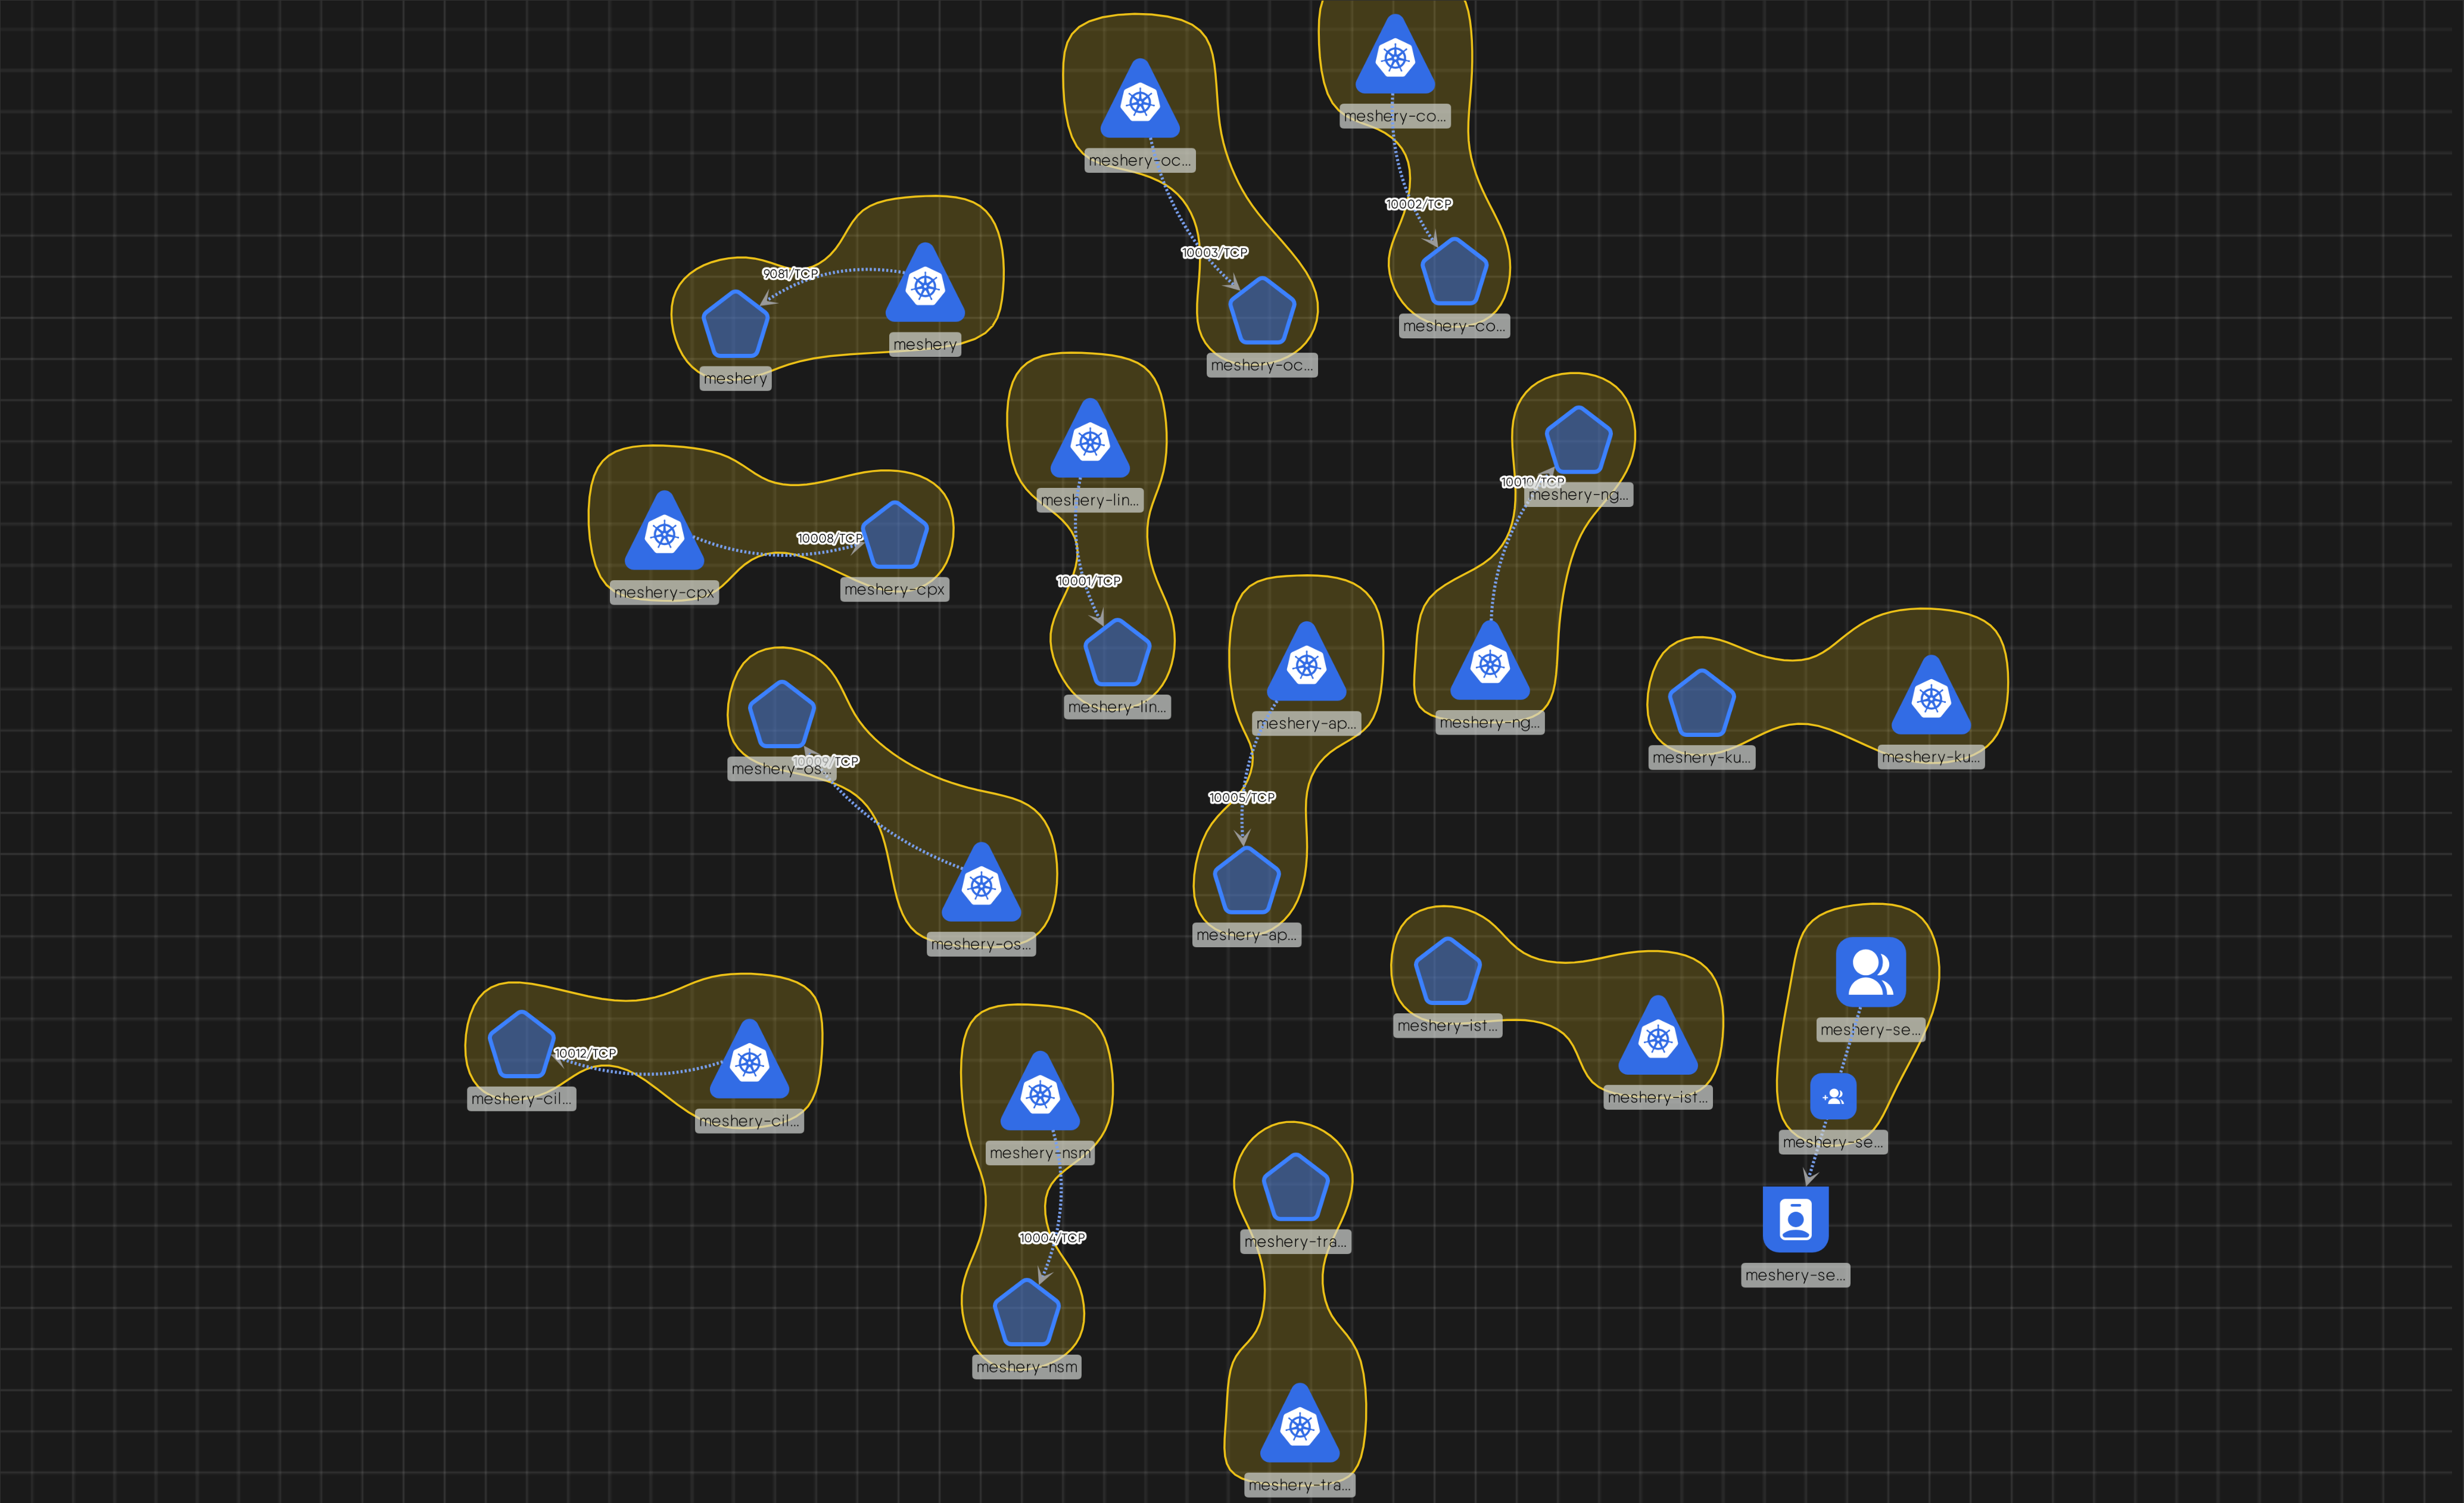 meshery-co...
10002/TCP
meshery-co...
meshery-oc...
10003/TCP
meshery-oc...
9081/TCP
meshery
meshery
meshery-lin...
10001/TCP
meshery-lin...
10010/TCP
meshery-ng...
meshery-ng...
meshery-cpx
10008/TCP
meshery-cpx
meshery-ap...
10005/TCP
meshery-ap...
meshery-ku...
meshery-ku...
meshery-os...
10009/TCP
meshery-os...
meshery-ist...
meshery-ist...
meshery-se...
meshery-se...
meshery-se...
10012/TCP
meshery-cil...
meshery-cil...
meshery-nsm
10004/TCP
meshery-nsm
meshery-tra...
meshery-tra...